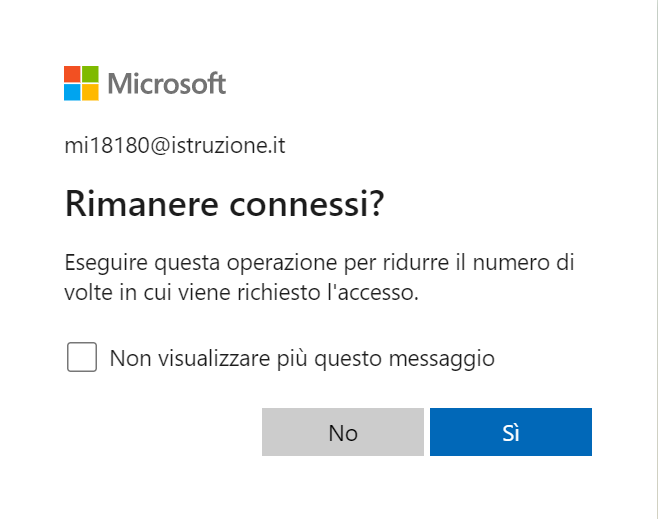 Microsoft
mi18180@istruzione.it
Rimanere connessi?
Eseguire questa operazione per ridurre il numero di
volte in cui viene richiesto l'accesso.
Non visualizzare più questo messaggio
No
Sì